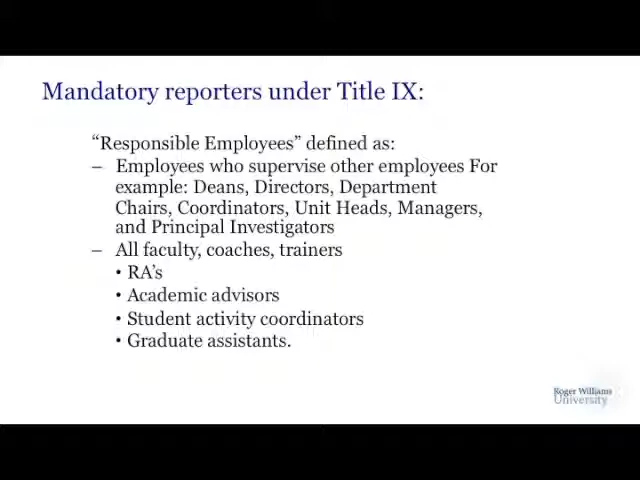 Mandatory reporters under Title IX:
“Responsible Employees” defined as:
– Employees who supervise other employees For
example: Deans, Directors, Department
Chairs, Coordinators, Unit Heads, Managers,
and Principal Investigators
– All faculty, coaches, trainers
• RA’s
• Academic advisors
• Student activity coordinators
• Graduate assistants.
Roger Williams
University